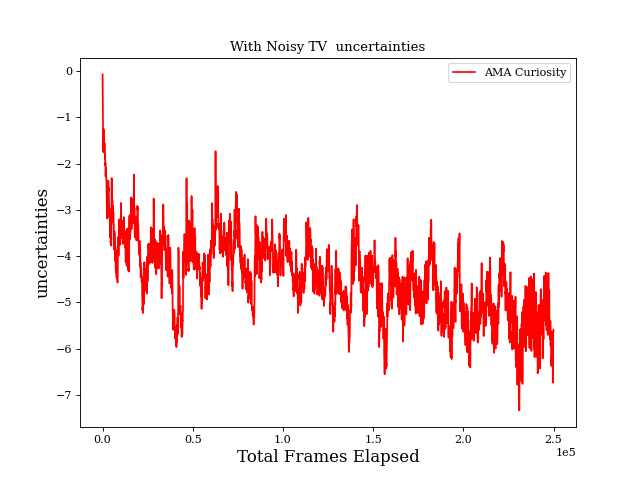 With Noisy TV  uncertainties
AMA Curiosity
0
−1
−2
−3
−4
−5
−6
−7
uncertainties
0.0 0.5 1.0 1.5 2.0 2.5
1e5
Total Frames Elapsed